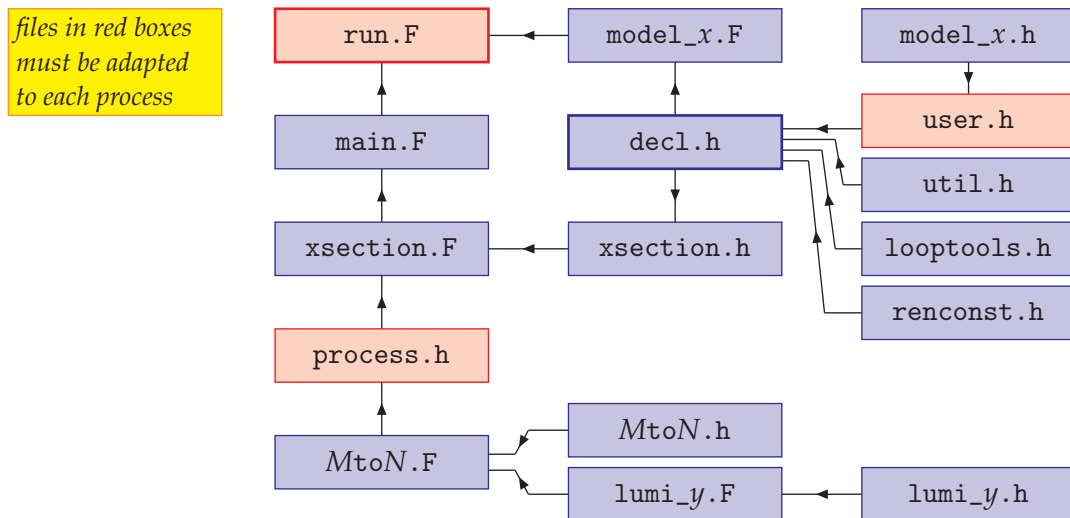 files in red boxes
must be adapted
to each process
run.F
model_x.F
model_x.h
user.h
main.F
decl.h
util.h
xsection.F
xsection.h
looptools.h
renconst.h
process.h
MtoN.h
MtoN.F
lumi_y.F
lumi_y.h